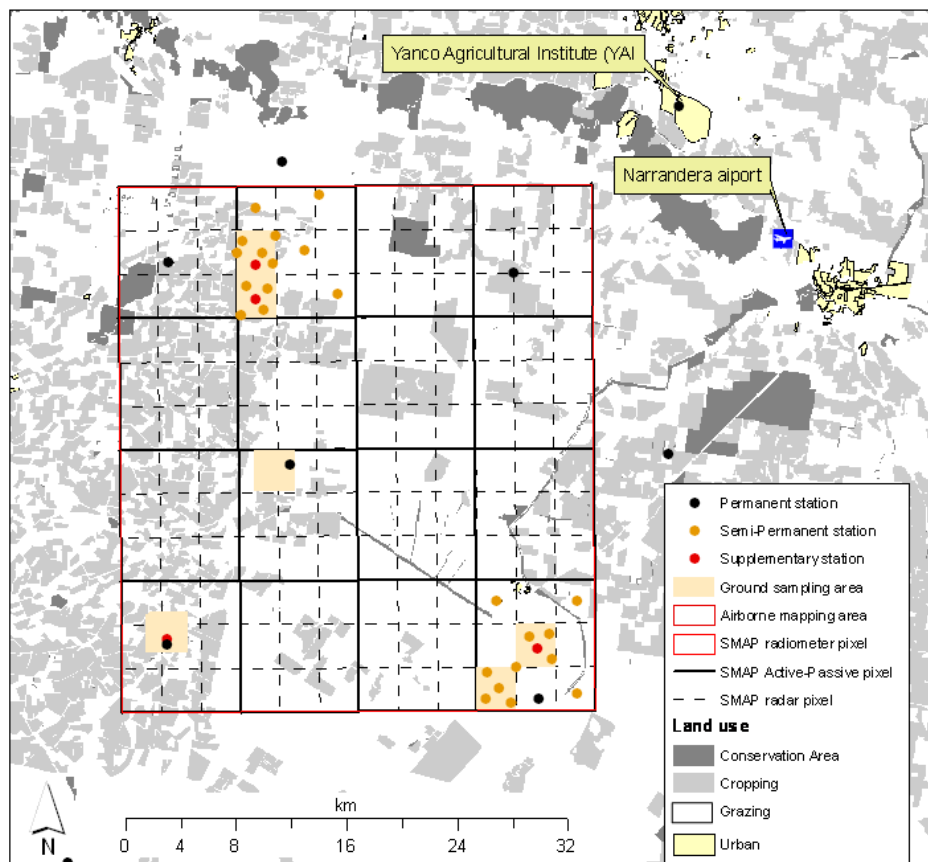 Yanco Agricultural Institute (YAI
Narrandera aiport
Permanent station
Semi-Permanent station
Supplementary station
Ground sampling area
Airborne mapping area
SMAP radiometer pixel
SMAP Active-Passive pixel
SMAP radar pixel
Land use
Conservation Area
Cropping
Grazing
Urban
km
N
0 4 8 16 24 32